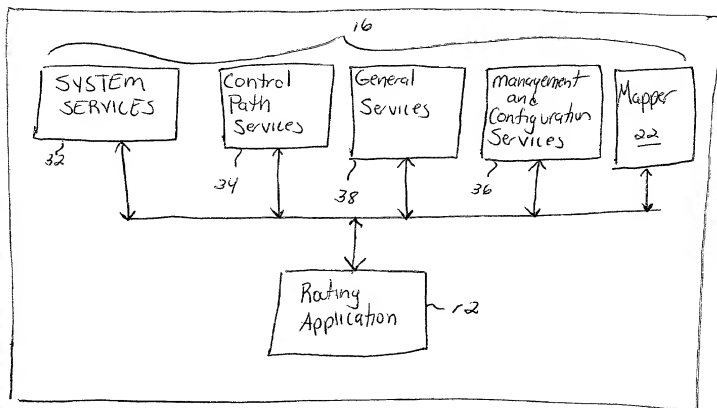 16
SYSTEM
SERVICES
Control
Path
Services
General
Services
Management
and
Configuration
Services
Mapper
22
32
34
38
36
Routing
Application
12